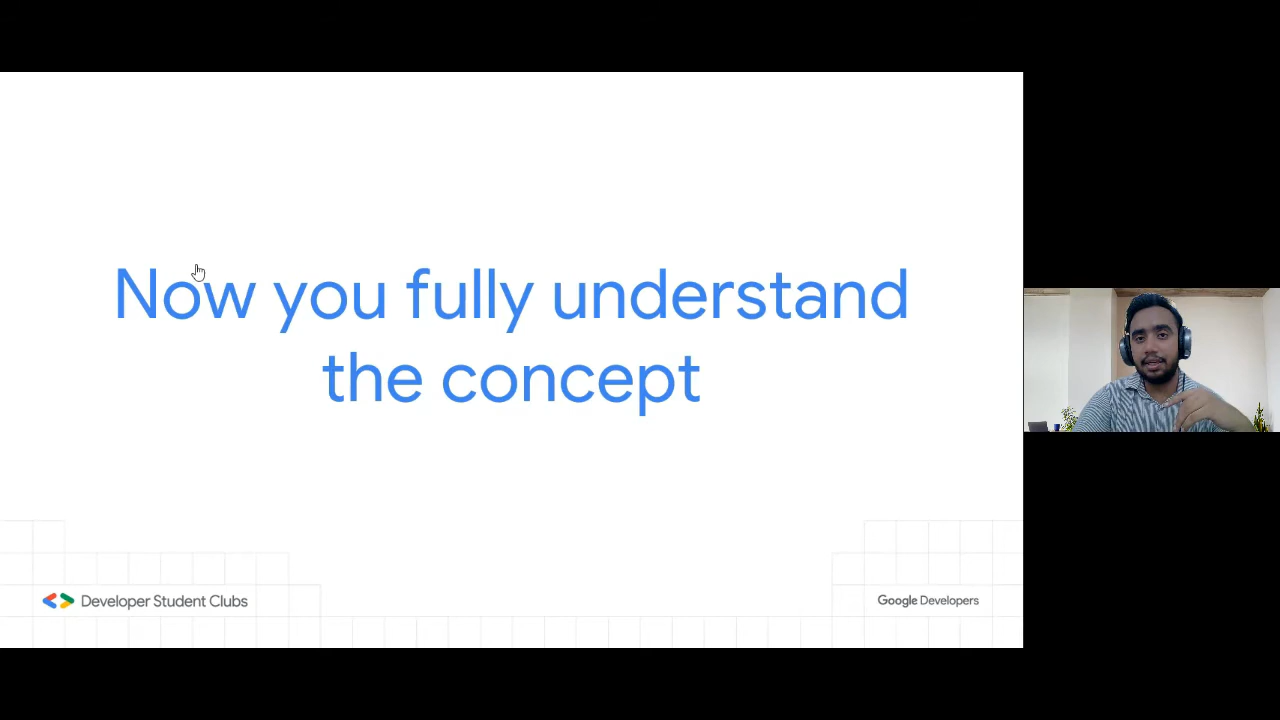 Now you fully understand
the concept
Developer Student Clubs
Google Developers